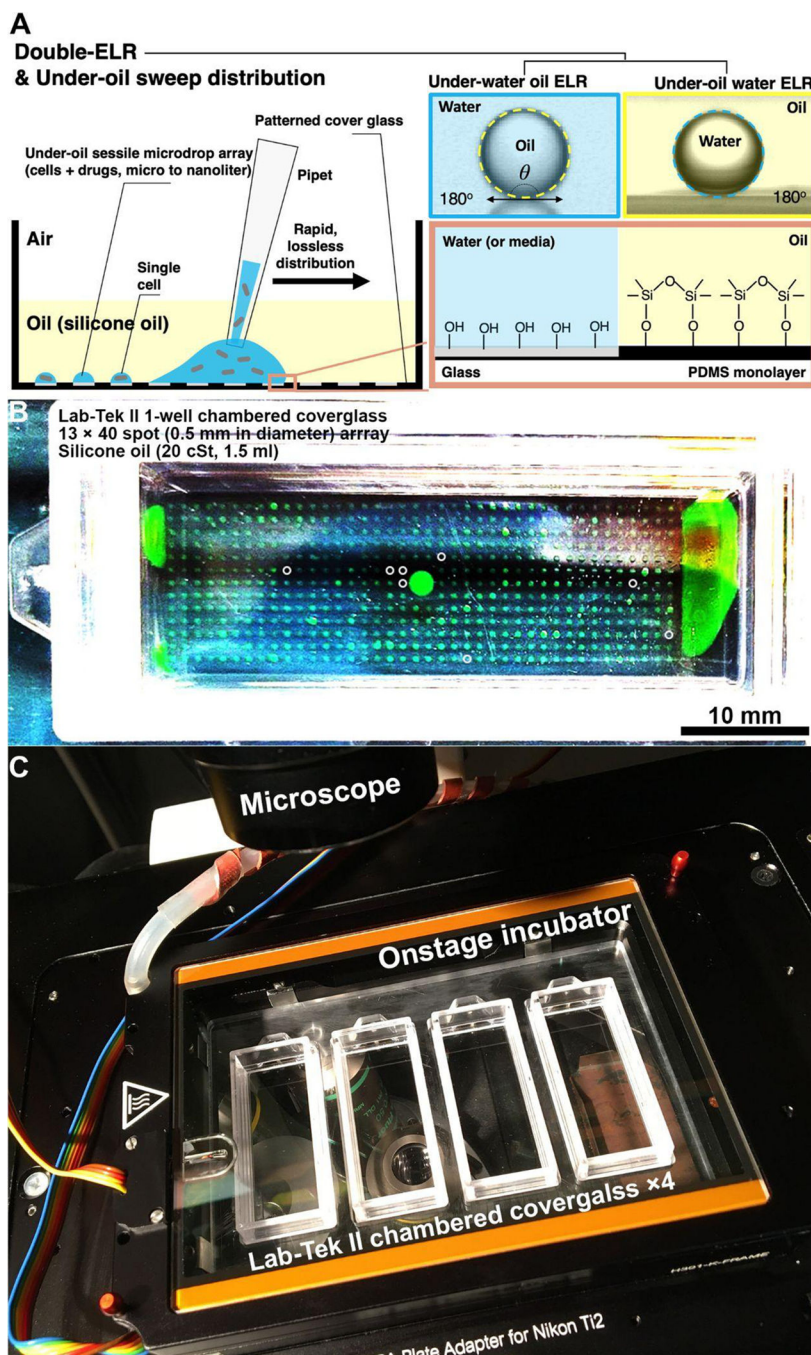 A
Double-ELR
& Under-oil sweep distribution
Under-water oil ELR
Under-oil water ELR
Patterned cover glass
Under-oil sessile microdrop array
(cells + drugs, micro to nanoliter)
Pipet
Water
Oil
θ
180º
Oil
Water
180º
Air
Rapid,
lossless
distribution
Single
cell
Oil (silicone oil)
Water (or media)
Oil
OH
OH
OH
OH
OH
O
Si
Si
O
O
O
Si
Si
O
O
Glass
PDMS monolayer
B
Lab-Tek II 1-well chambered coverglass
13 × 40 spot (0.5 mm in diameter) arrray
Silicone oil (20 cSt, 1.5 ml)
10 mm
C
Microscope
Onstage incubator
Lab-Tek II chambered covergalss ×4
H301-K-FRAME
Plate Adapter for Nikon Ti2